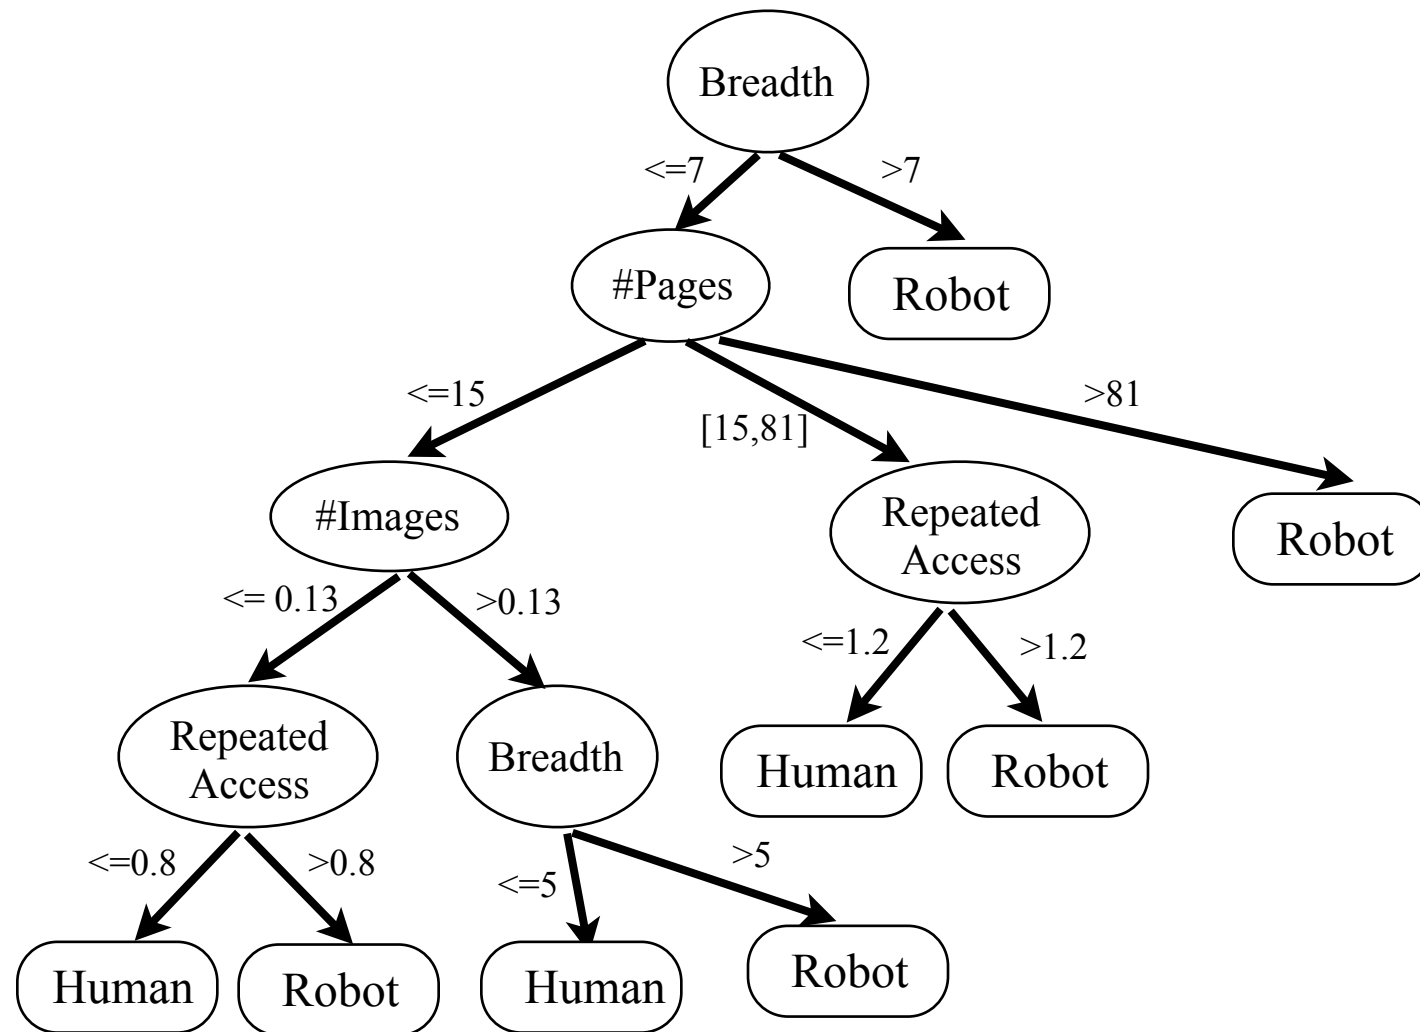 Breadth
<=7
>7
#Pages
Robot
<=15
[15,81]
>81
#Images
Repeated
Access
Robot
<= 0.13
>0.13
<=1.2
>1.2
Repeated
Access
Breadth
Human
Robot
<=0.8
>0.8
<=5
>5
Human
Robot
Human
Robot